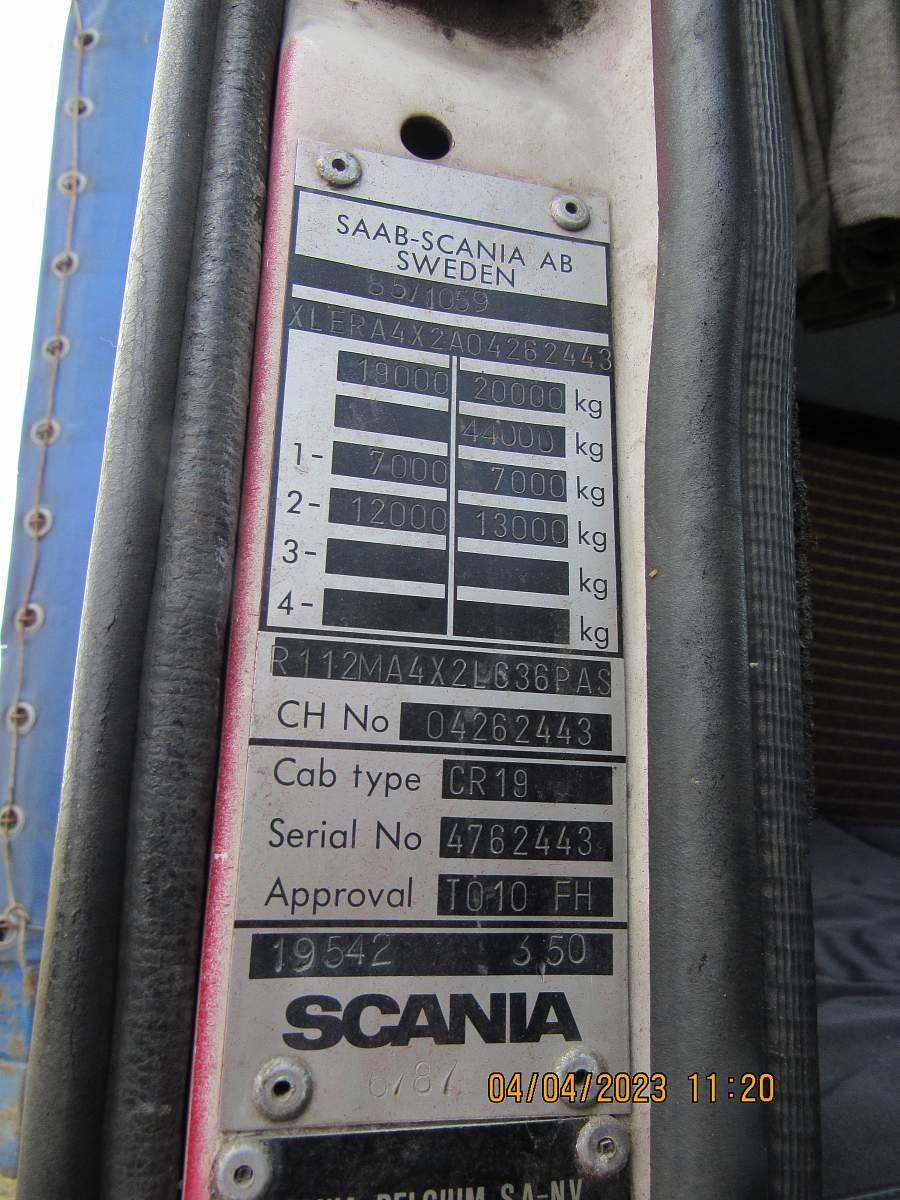 SAAB-SCANIA AB
SWEDEN
85/1059
XLERA4X2A04262443
19000 20000 kg
44000 kg
1- 7000 7000 kg
2- 12000 13000 kg
3- kg
4- kg
R112MA4X2LG36PAS
CH No 04262443
Cab type CR19
Serial No 4762443
Approval T010 FH
19542 3,50
SCANIA
6/87
04/04/2023 11:20
BELGIUM S.A-N.V.